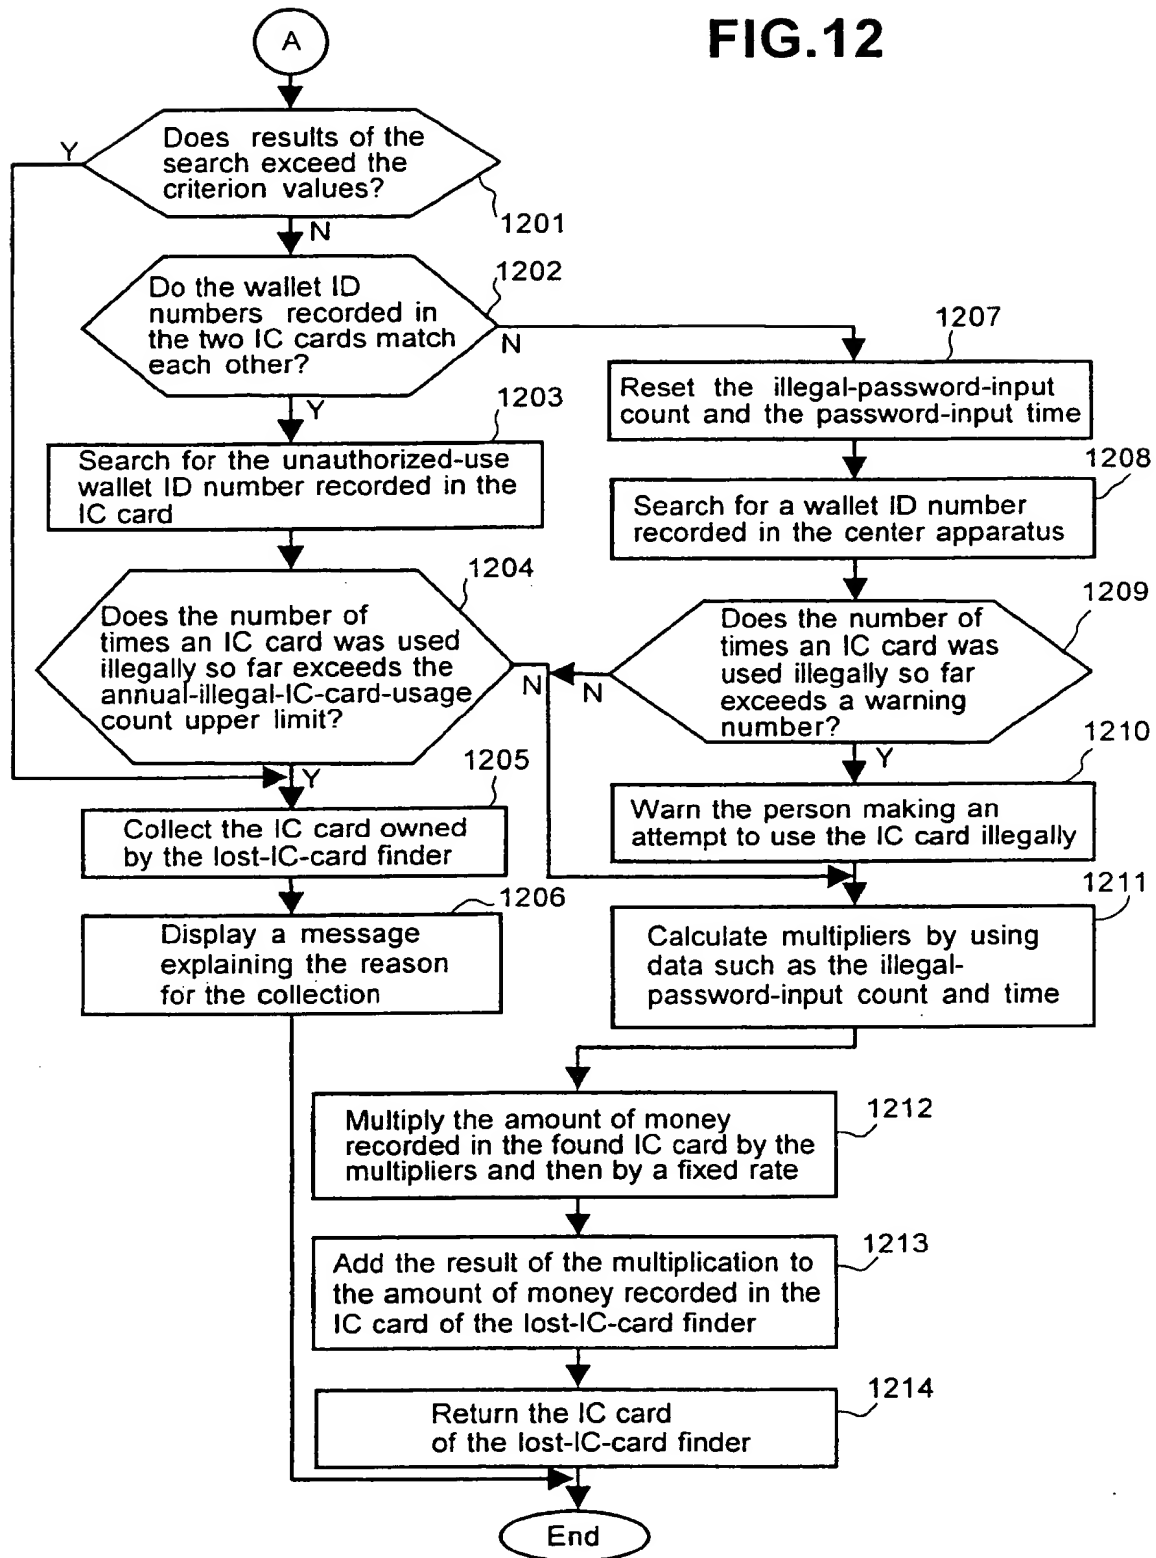 FIG.12
A
Does results of the
search exceed the
criterion values?
Y
1201
N
Do the wallet ID
numbers recorded in
the two IC cards match
each other?
1202
N
Y
1203
Search for the unauthorized-use
wallet ID number recorded in the
IC card
1204
Does the number of
times an IC card was used
illegally so far exceeds the
annual-illegal-IC-card-usage
count upper limit?
N
Y
1205
Collect the IC card owned
by the lost-IC-card finder
1206
Display a message
explaining the reason
for the collection
1207
Reset the illegal-password-input
count and the password-input time
1208
Search for a wallet ID number
recorded in the center apparatus
1209
Does the number of
times an IC card was
used illegally so far
exceeds a warning
number?
N
Y
1210
Warn the person making an
attempt to use the IC card illegally
1211
Calculate multipliers by using
data such as the illegal-
password-input count and time
1212
Multiply the amount of money
recorded in the found IC card by the
multipliers and then by a fixed rate
1213
Add the result of the multiplication to
the amount of money recorded in the
IC card of the lost-IC-card finder
1214
Return the IC card
of the lost-IC-card finder
End